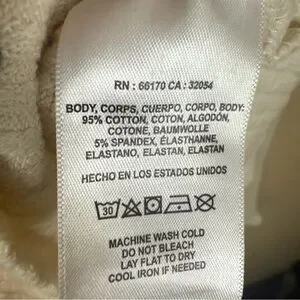 RN : 66170 CA : 32054
BODY, CORPS, CUERPO, CORPO, BODY:
95% COTTON, COTON, ALGODÓN,
COTONE, BAUMWOLLE
5% SPANDEX, ÉLASTHANNE,
ELASTANO, ELASTAN, ELASTAN
HECHO EN LOS ESTADOS UNIDOS
30
MACHINE WASH COLD
DO NOT BLEACH
LAY FLAT TO DRY
COOL IRON IF NEEDED